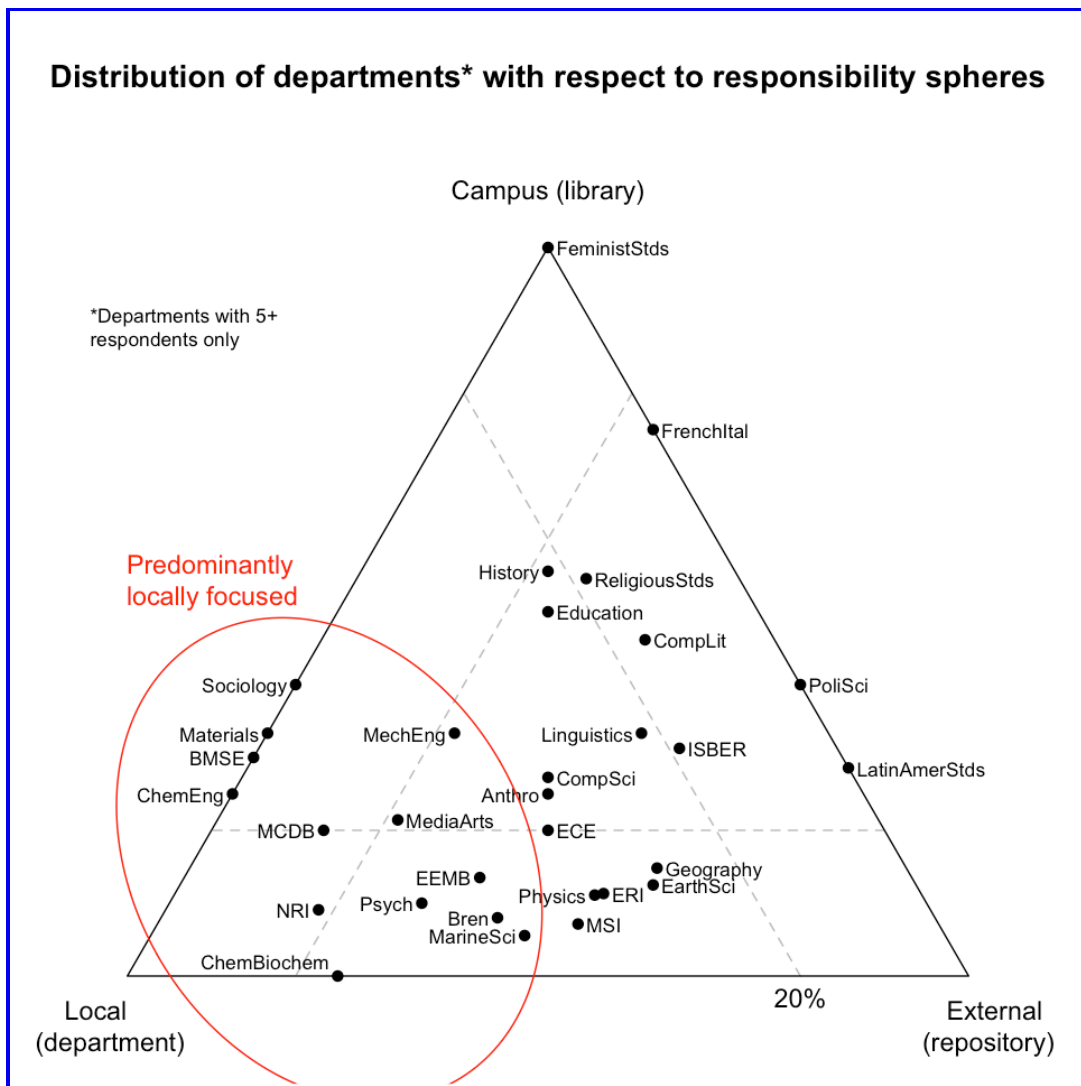 Distribution of departments* with respect to responsibility spheres
Campus (library)
FeministStds
*Departments with 5+
respondents only
FrenchItal
Predominantly
locally focused
History
ReligiousStds
Education
CompLit
Sociology
PoliSci
Materials
MechEng
Linguistics
BMSE
ISBER
LatinAmerStds
CompSci
ChemEng
Anthro
MediaArts
MCDB
ECE
Geography
EEMB
EarthSci
Physics
ERI
Psych
NRI
Bren
MSI
MarineSci
ChemBiochem
20%
Local
(department)
External
(repository)